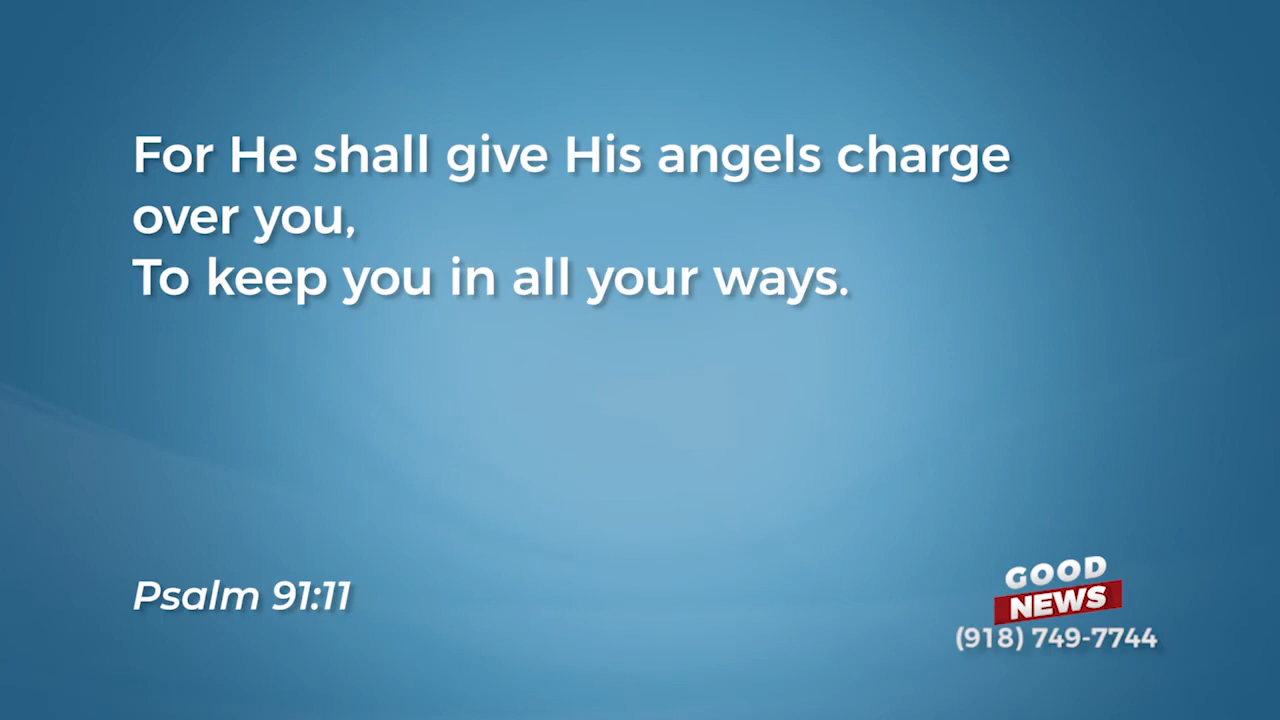 For He shall give His angels charge
over you,
To keep you in all your ways.
Psalm 91:11
GOOD
NEWS
(918) 749-7744